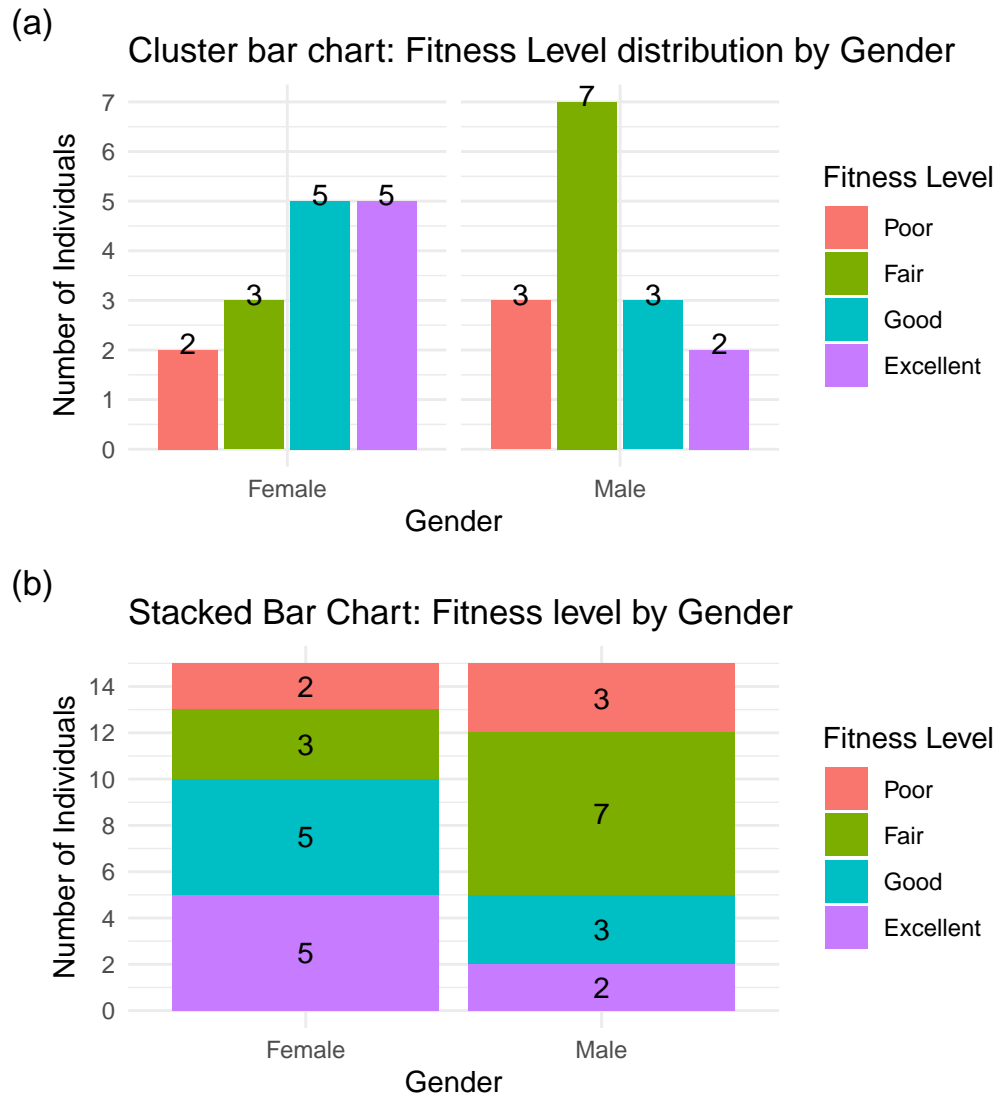 (a)
Cluster bar chart: Fitness Level distribution by Gender
Number of Individuals
7
6
5
4
3
2
1
0
2
3
5
5
3
7
3
2
Female
Male
Gender
Fitness Level
Poor
Fair
Good
Excellent
(b)
Stacked Bar Chart: Fitness level by Gender
Number of Individuals
14
12
10
8
6
4
2
0
2
3
5
5
3
7
3
2
Female
Male
Gender
Fitness Level
Poor
Fair
Good
Excellent